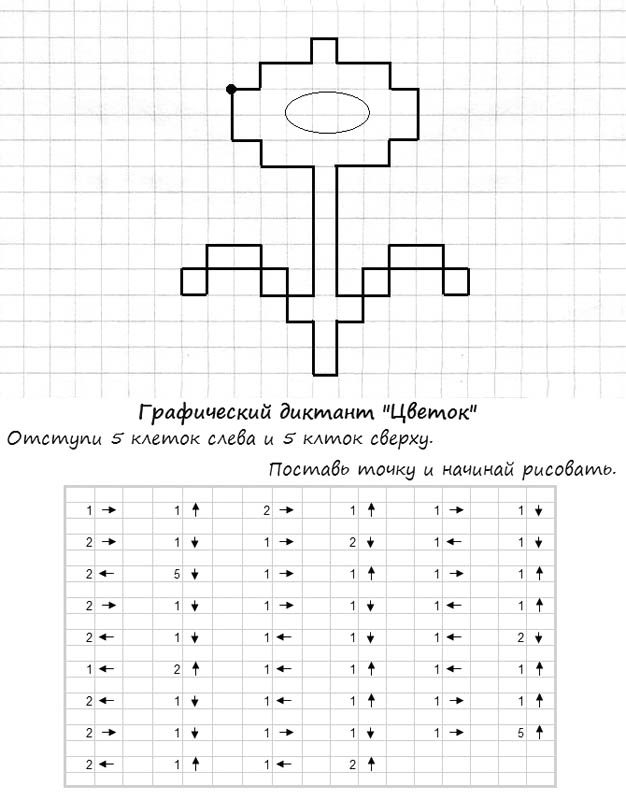 Графический диктант "Цветок"
Отступи 5 клеток слева и 5 клток сверху.
Поставь точку и начинай рисовать.
1 → 1 ↑ 2 → 1 ↑ 1 → 1 ↓
2 → 1 ↓ 1 → 2 ↓ 1 ← 1 ↓
2 ← 5 ↓ 1 → 1 ↑ 1 → 1 ↑
2 → 1 ↓ 1 → 1 ↓ 1 ← 1 ↑
2 ← 1 ↓ 1 ← 1 ↓ 1 ← 2 ↓
1 ← 2 ↑ 1 ← 1 ↑ 1 ← 1 ↑
2 ← 1 ↓ 1 ← 1 ↑ 1 → 1 ↑
2 → 1 ↓ 1 → 1 ↓ 1 → 5 ↑
2 ← 1 ↑ 1 ← 2 ↑